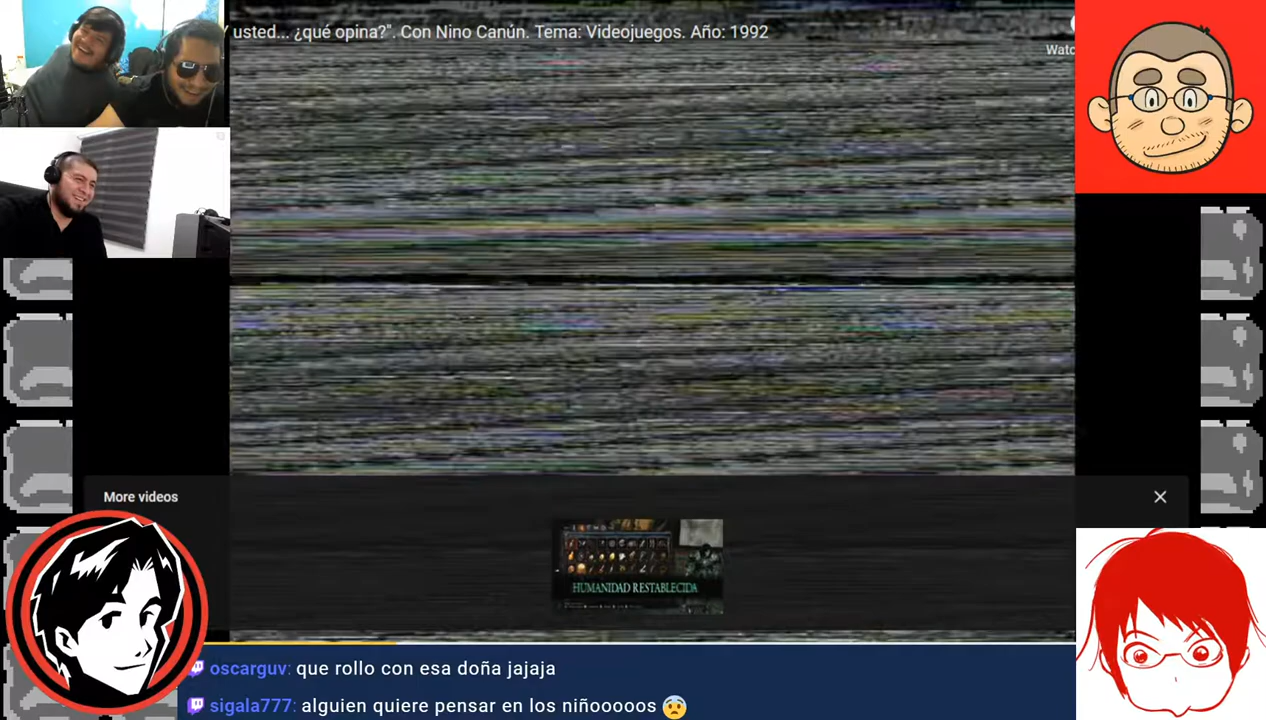 usted... ¿qué opina?". Con Nino Canún. Tema: Videojuegos. Año: 1992
Watc
More videos
HUMANIDAD RESTABLECIDA
oscarguv: que rollo con esa doña jajaja
sigala777: alguien quiere pensar en los niñooooos 😨